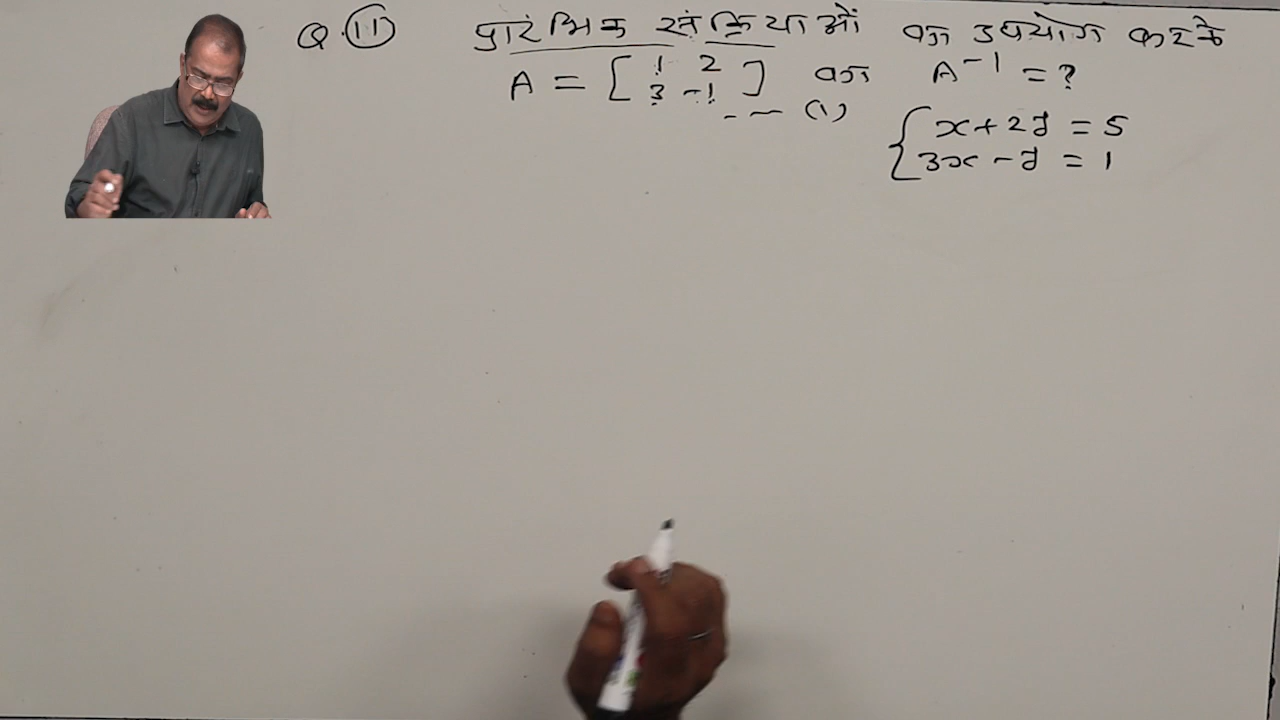 Q. 11 प्रारंभिक संक्रियाओं का उपयोग करके
A = [ 1 2 का A⁻¹ = ?
3 -1 ] --- (1)
{ x + 2y = 5
3x - y = 1